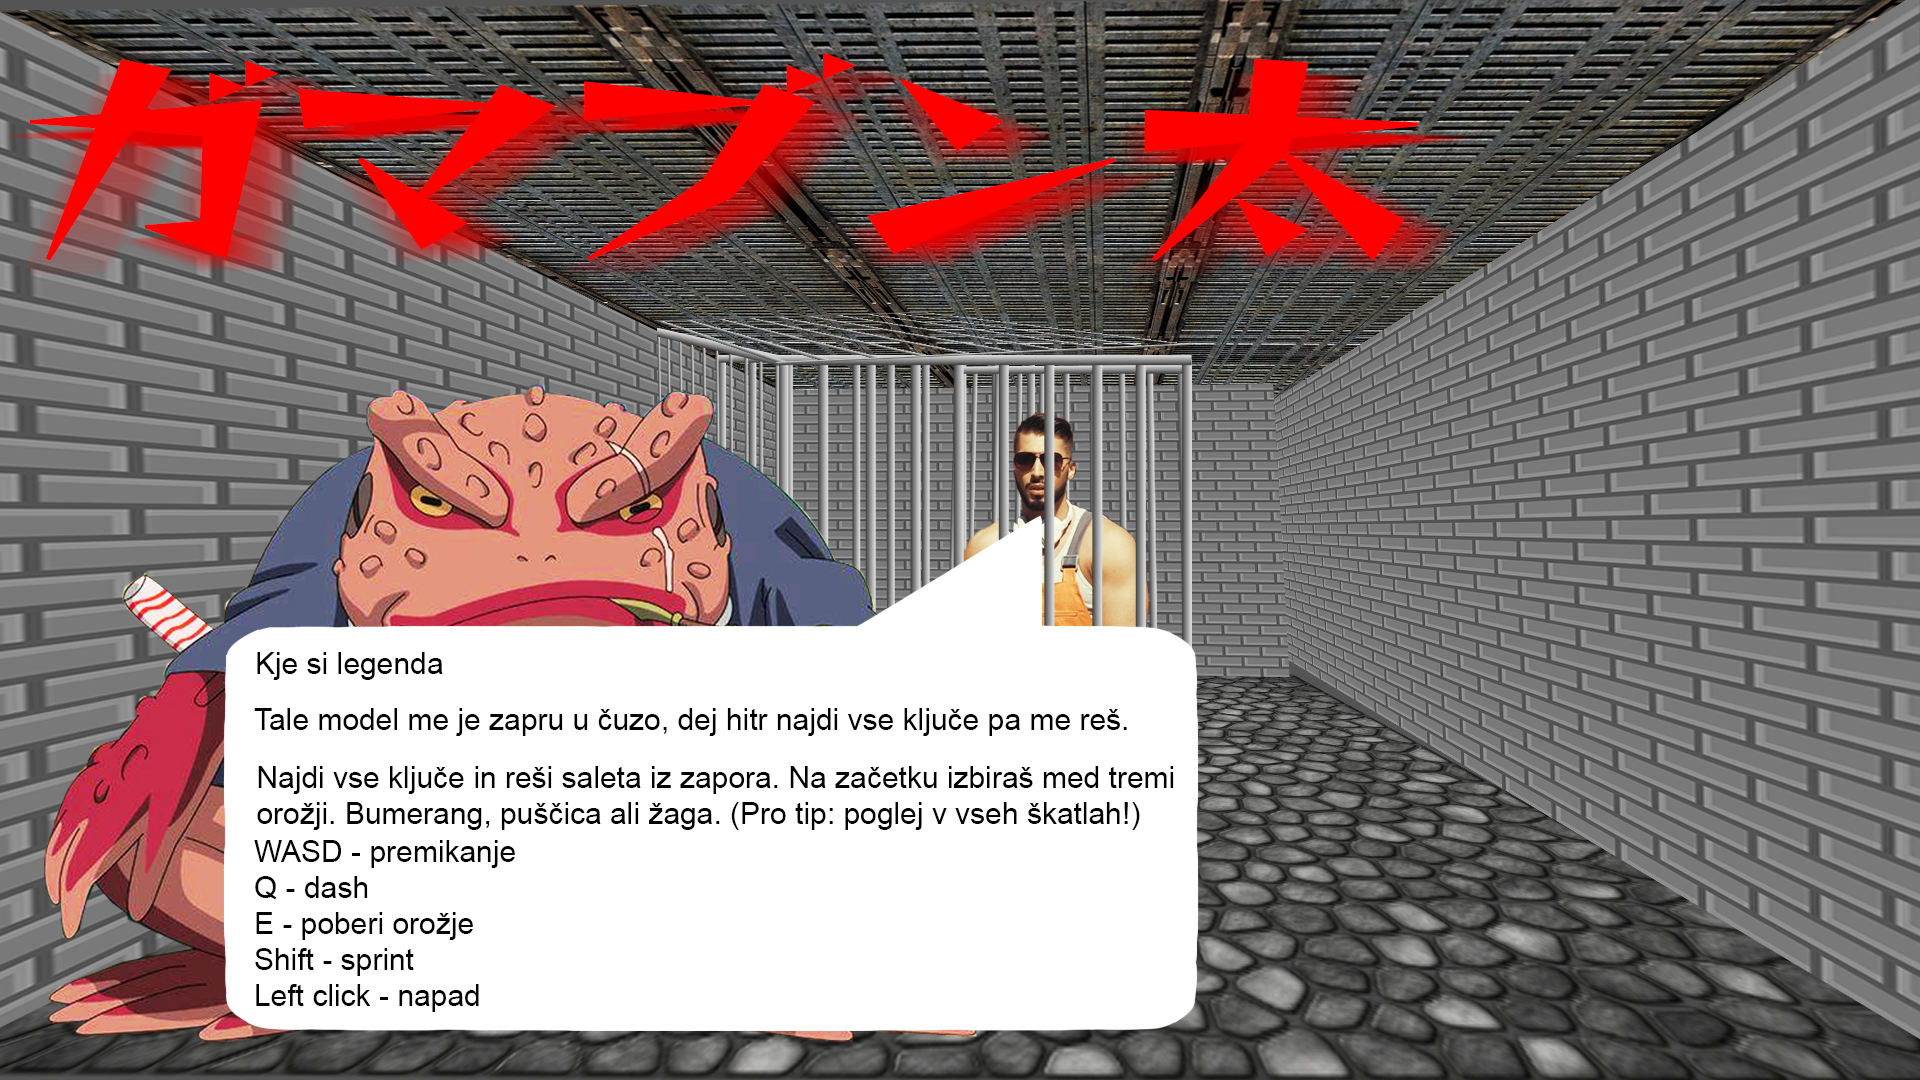 ガマブン太
Kje si legenda
Tale model me je zapru u čuzo, dej hitr najdi vse ključe pa me reš.
Najdi vse ključe in reši saleta iz zapora. Na začetku izbiraš med tremi
orožji. Bumerang, puščica ali žaga. (Pro tip: poglej v vseh škatlah!)
WASD - premikanje
Q - dash
E - poberi orožje
Shift - sprint
Left click - napad